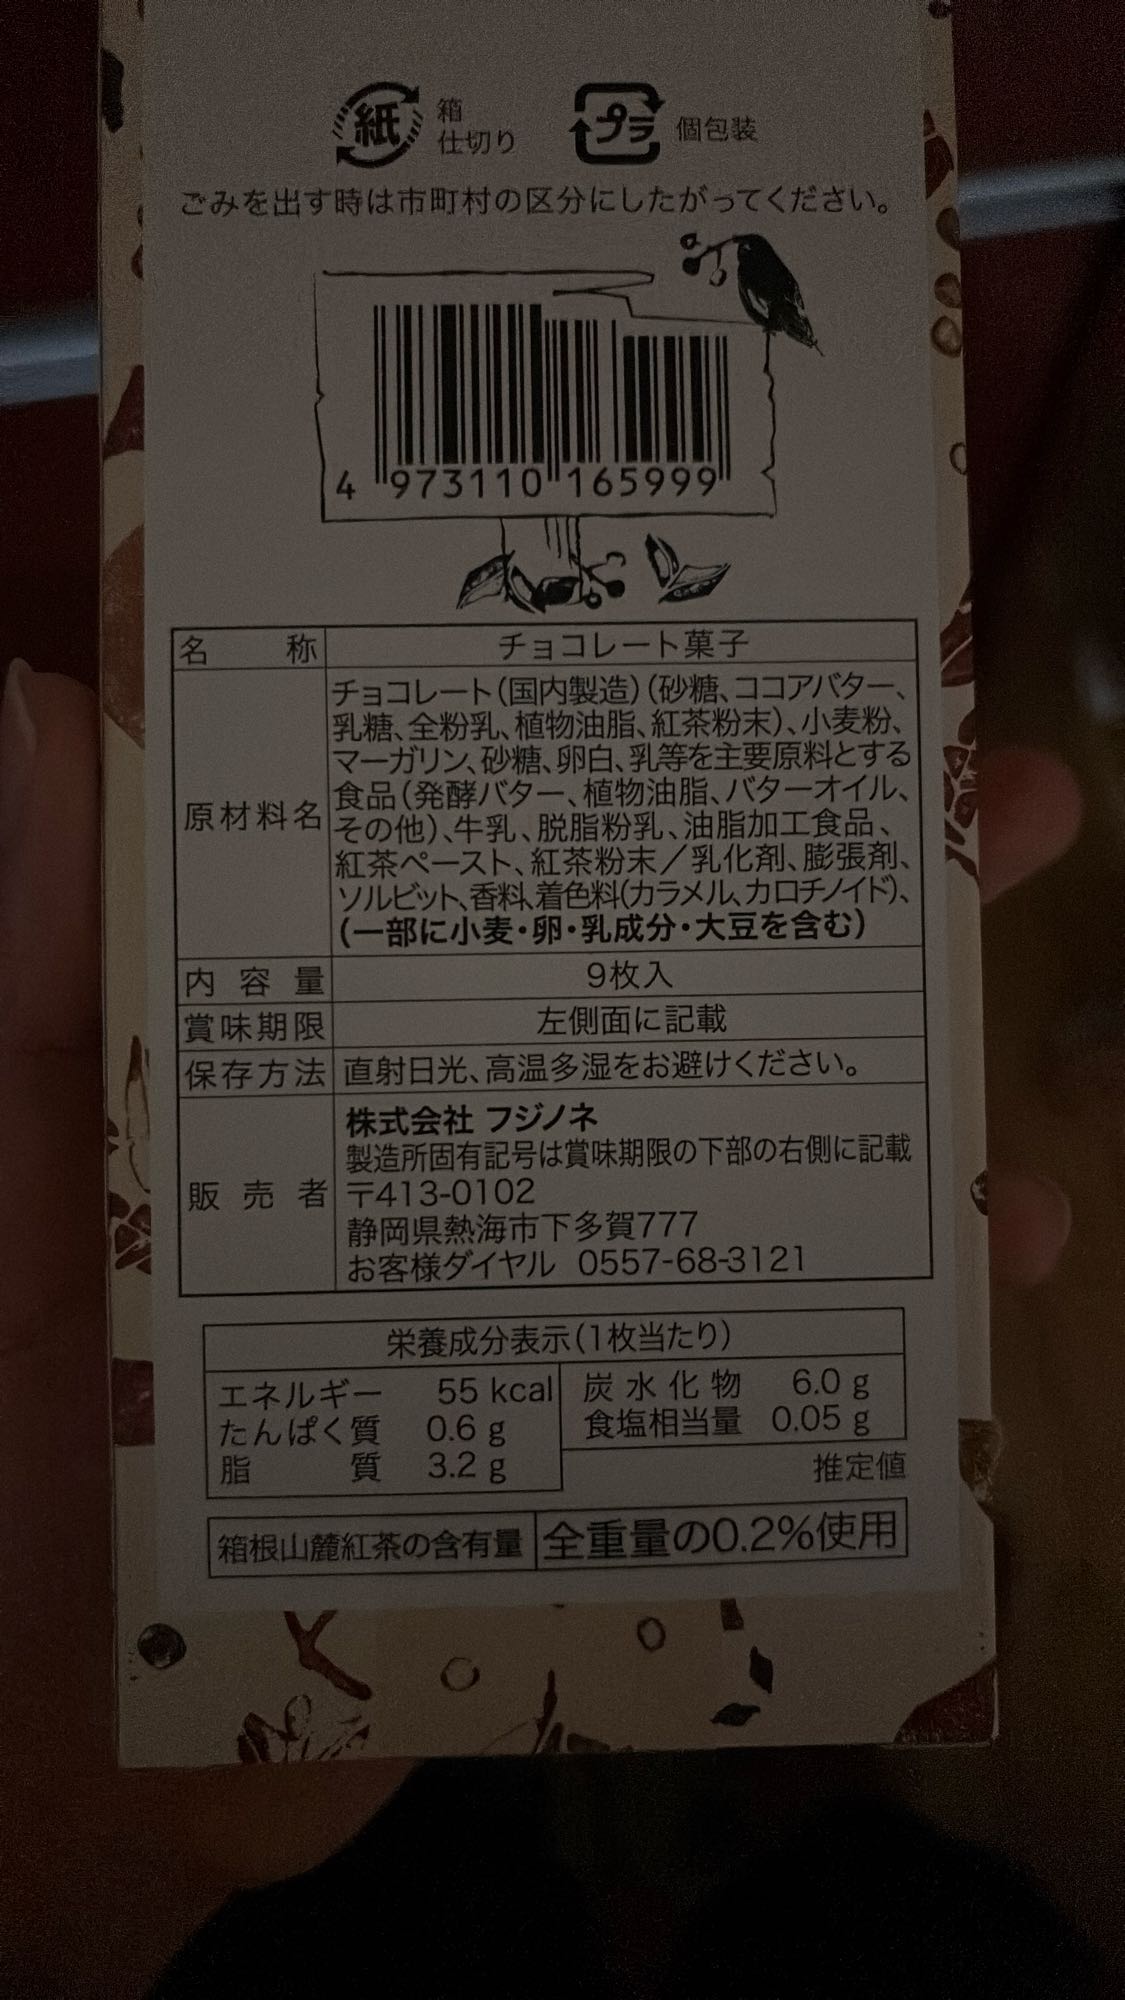 紙 箱
仕切り
プラ 個包装
ごみを出す時は市町村の区分にしたがってください。
4 973110 165999
名称 チョコレート菓子
原材料名 チョコレート(国内製造)(砂糖、ココアバター、
乳糖、全粉乳、植物油脂、紅茶粉末)、小麦粉、
マーガリン、砂糖、卵白、乳等を主要原料とする
食品(発酵バター、植物油脂、バターオイル、
その他)、牛乳、脱脂粉乳、油脂加工食品、
紅茶ペースト、紅茶粉末/乳化剤、膨張剤、
ソルビット、香料、着色料(カラメル、カロチノイド)、
(一部に小麦・卵・乳成分・大豆を含む)
内容量 9枚入
賞味期限 左側面に記載
保存方法 直射日光、高温多湿をお避けください。
販売者 株式会社 フジノネ
製造所固有記号は賞味期限の下部の右側に記載
〒413-0102
静岡県熱海市下多賀777
お客様ダイヤル 0557-68-3121
栄養成分表示(1枚当たり)
エネルギー 55 kcal 炭水化物 6.0 g
たんぱく質 0.6 g 食塩相当量 0.05 g
脂質 3.2 g 推定値
箱根山麓紅茶の含有量 全重量の0.2%使用